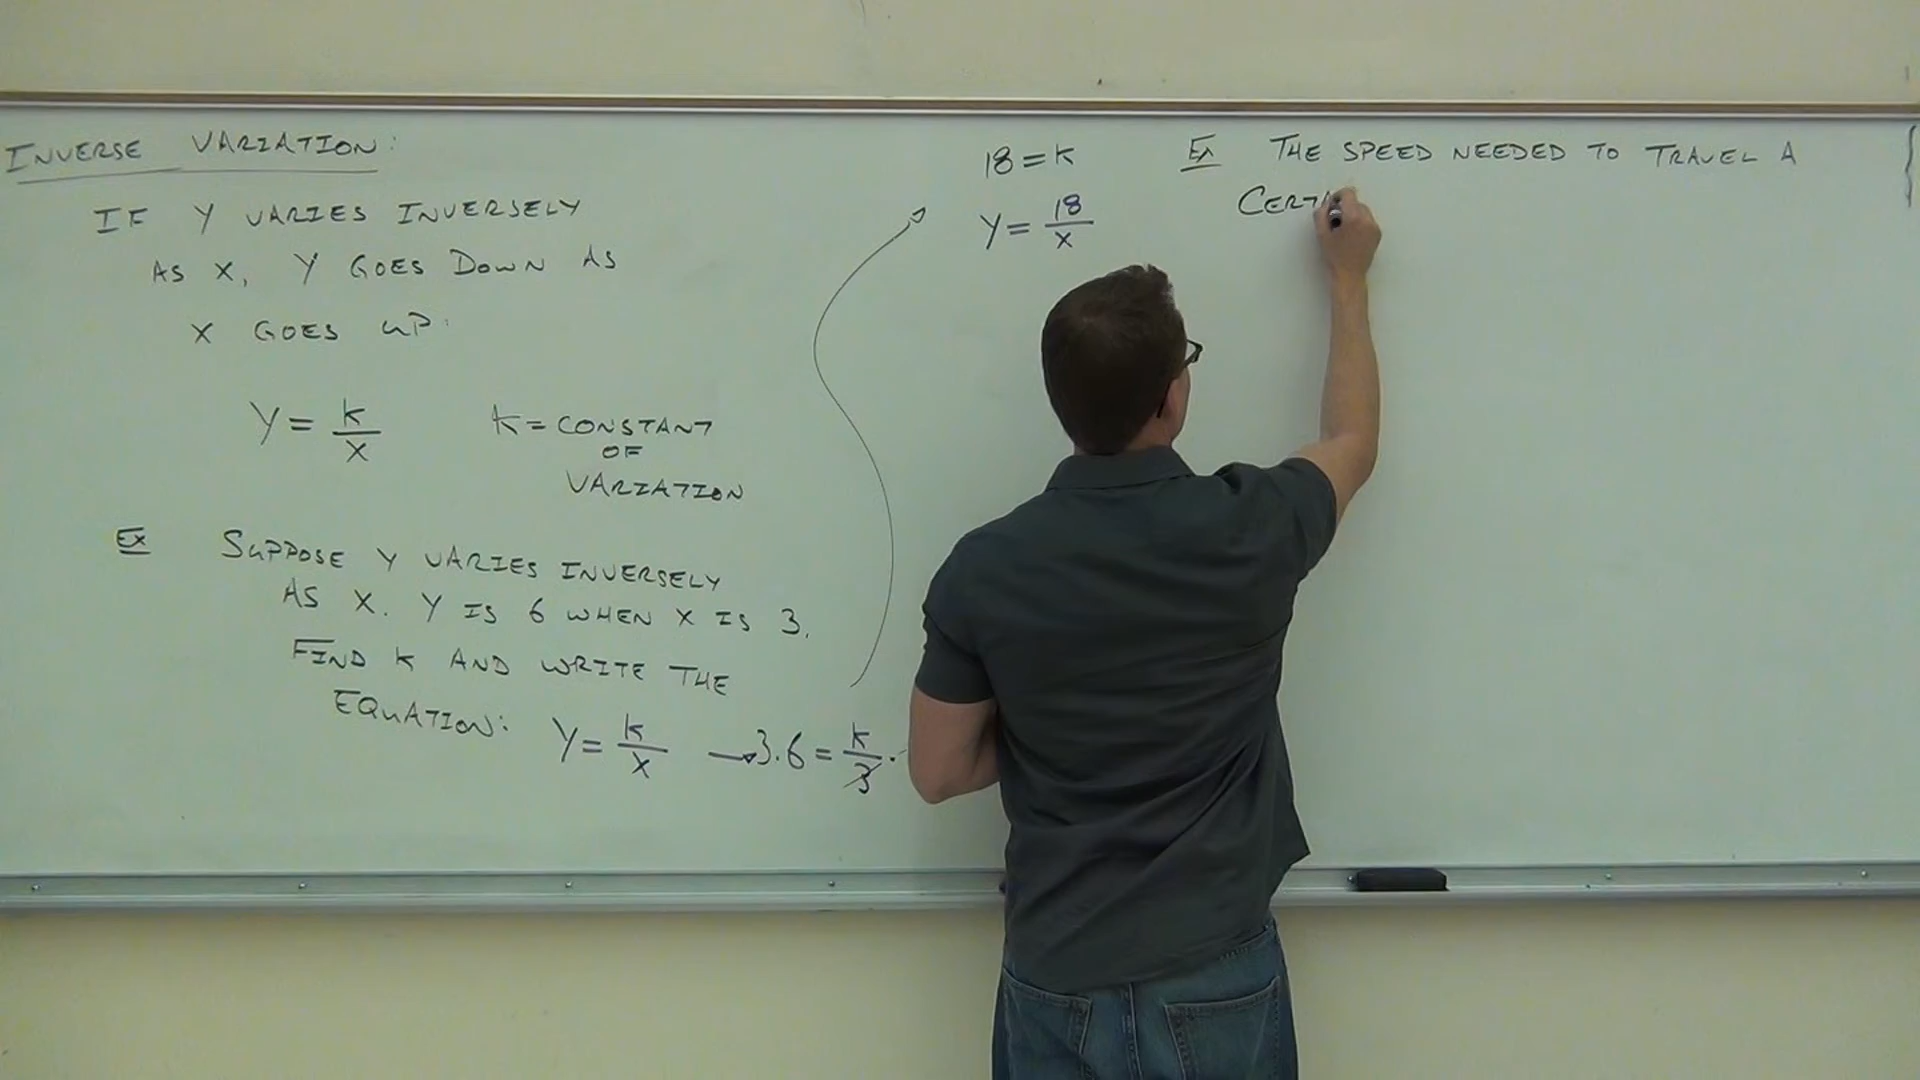 INVERSE VARIATION:
IF Y VARIES INVERSELY
AS X, Y GOES DOWN AS
X GOES UP.
Y = k/x
K = CONSTANT
OF
VARIATION
Ex SUPPOSE Y VARIES INVERSELY
AS X. Y IS 6 WHEN X IS 3.
FIND K AND WRITE THE
EQUATION: Y = k/x → 3·6 = k/3 ·
18 = K
Y = 18/x
Ex THE SPEED NEEDED TO TRAVEL A